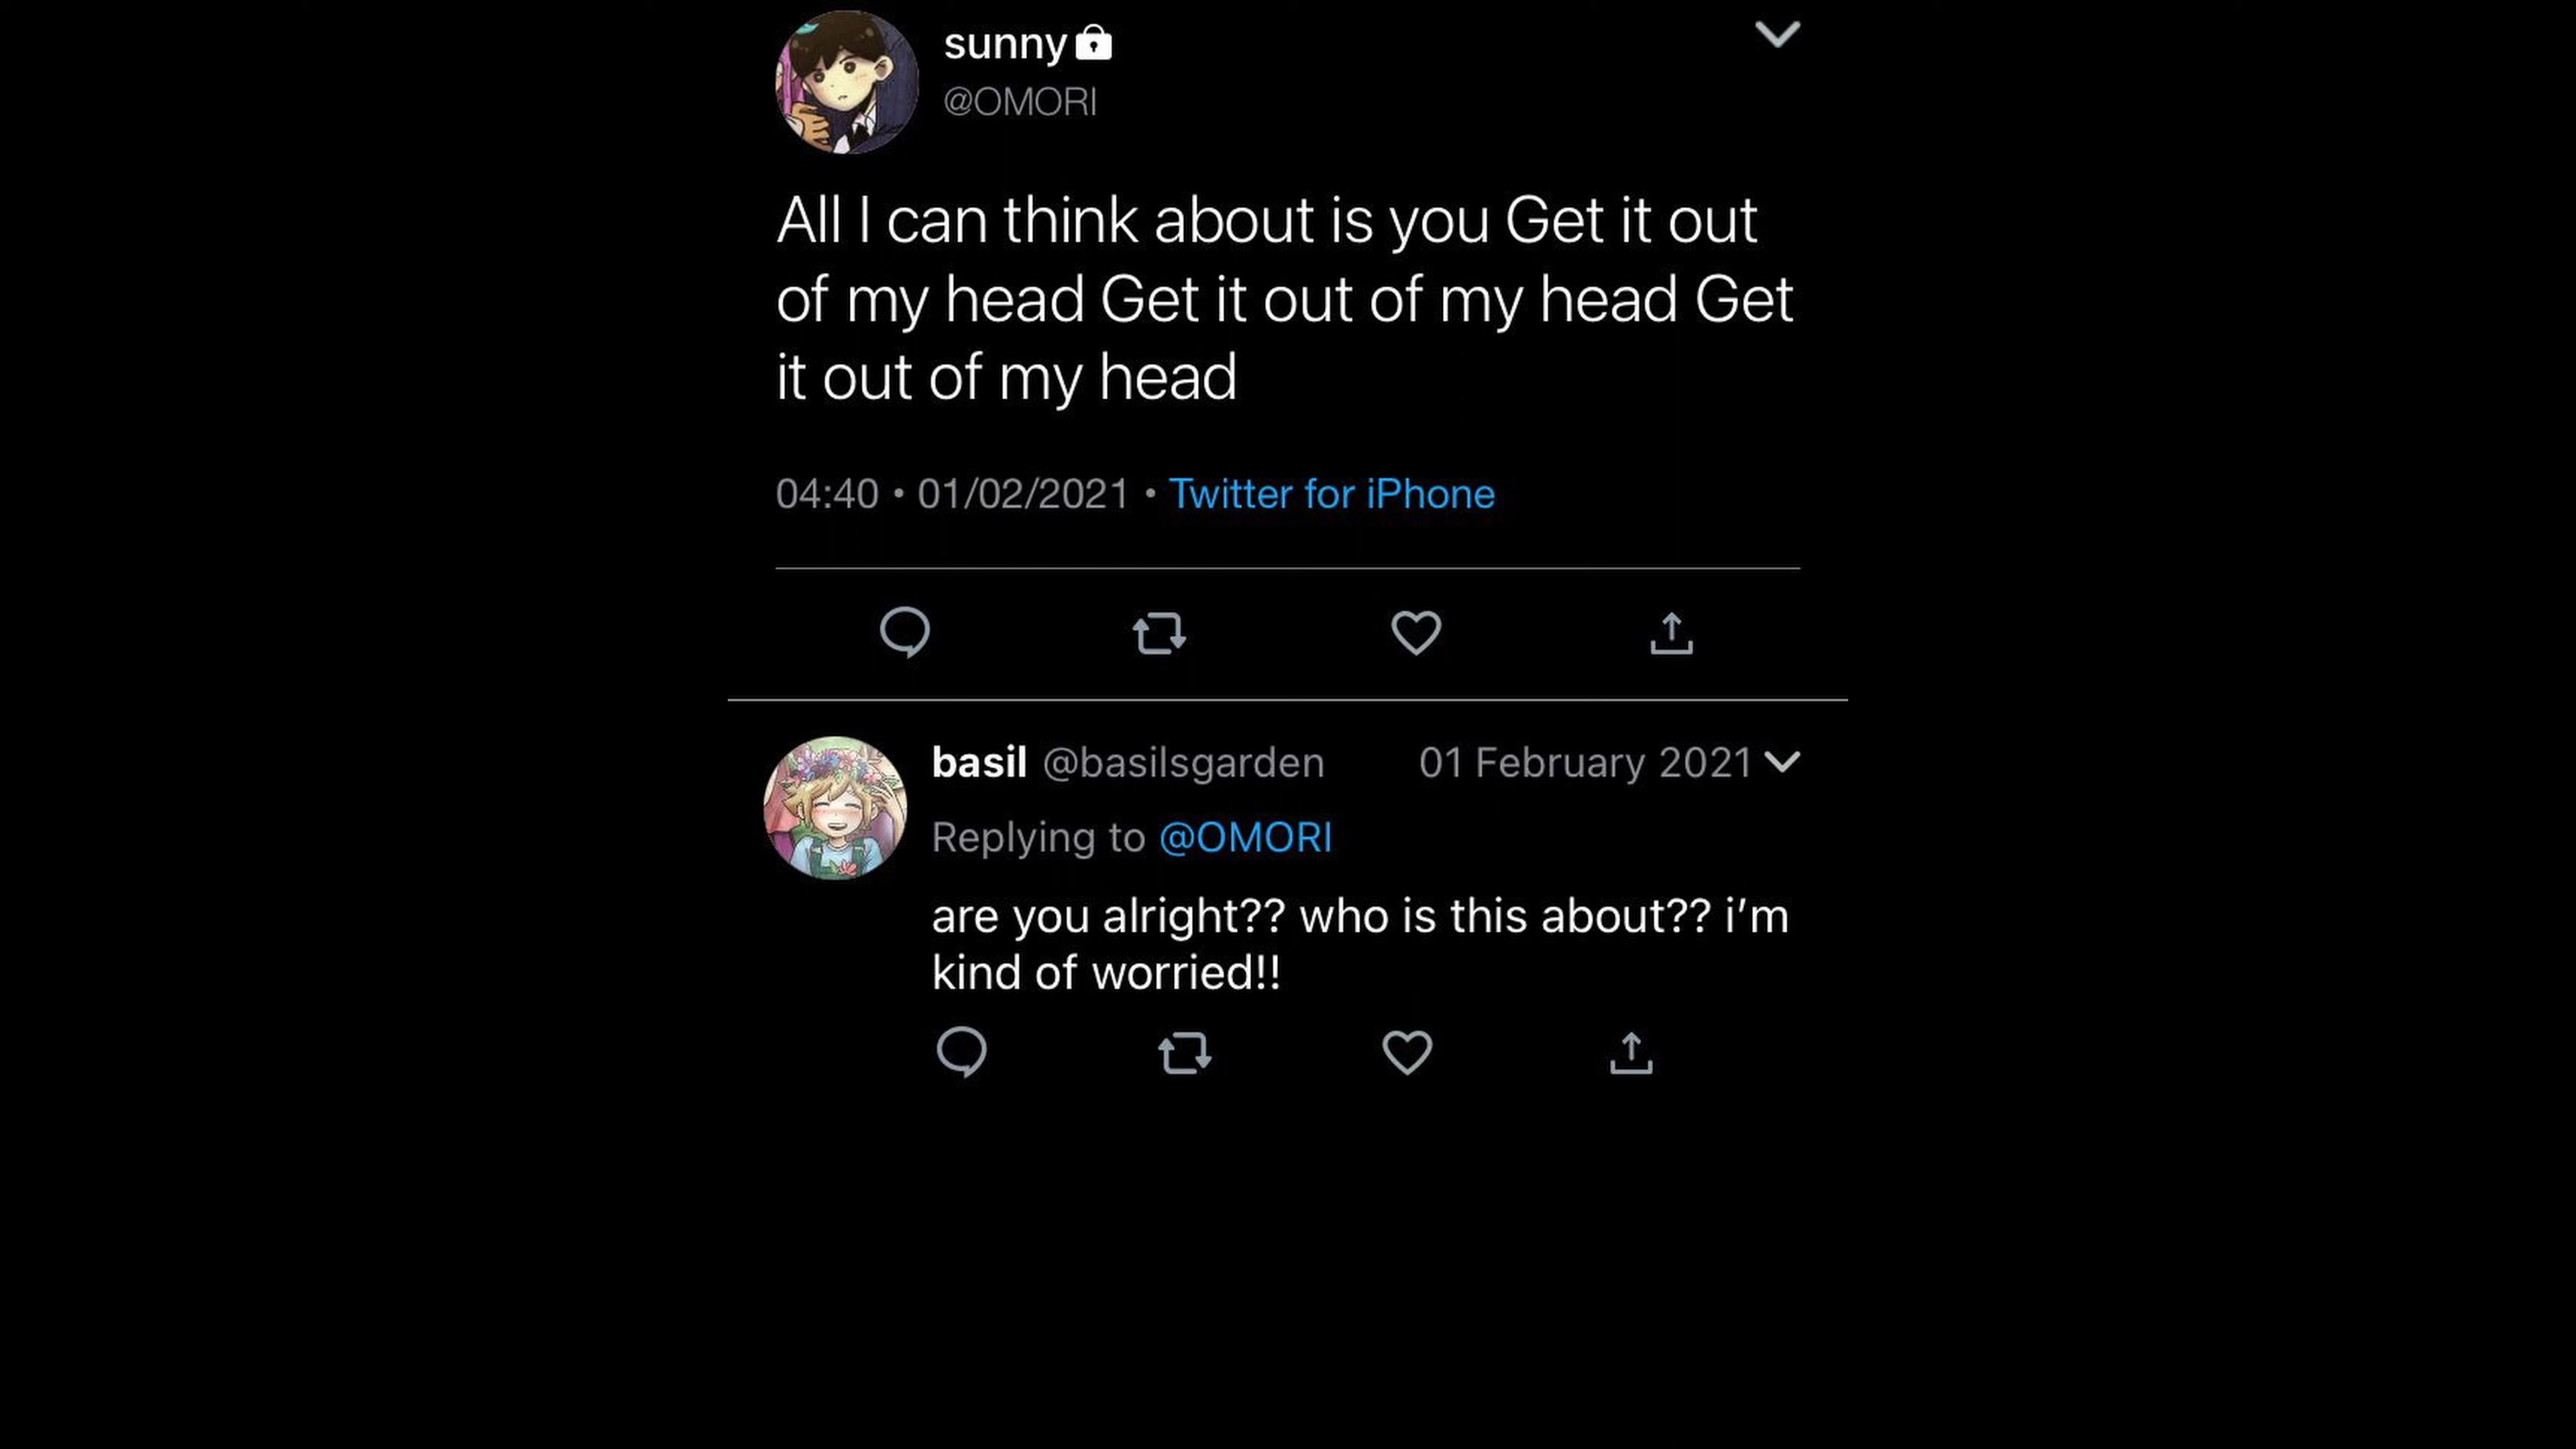 sunny
@OMORI
All I can think about is you Get it out
of my head Get it out of my head Get
it out of my head
04:40 • 01/02/2021 • Twitter for iPhone
basil @basilsgarden 01 February 2021
Replying to @OMORI
are you alright?? who is this about?? i’m
kind of worried!!